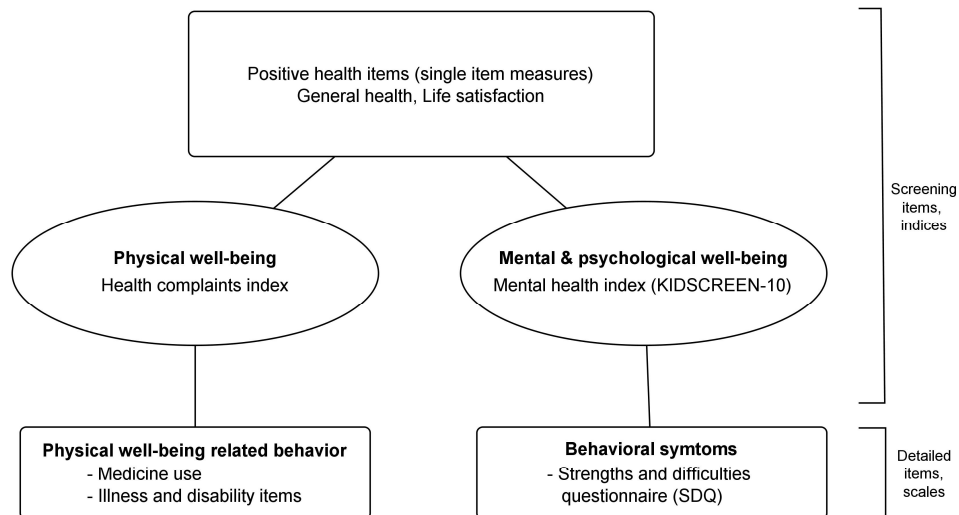 Positive health items (single item measures)
General health, Life satisfaction
Screening
items,
indices
Physical well-being
Health complaints index
Mental & psychological well-being
Mental health index (KIDSCREEN-10)
Physical well-being related behavior
- Medicine use
- Illness and disability items
Behavioral symtoms
- Strengths and difficulties
questionnaire (SDQ)
Detailed
items,
scales